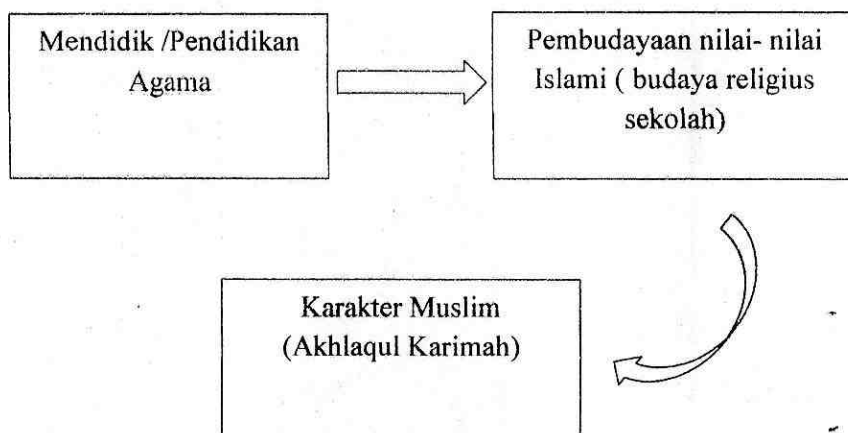 Mendidik /Pendidikan
Agama
Pembudayaan nilai- nilai
Islami ( budaya religius
sekolah)
Karakter Muslim
(Akhlaqul Karimah)